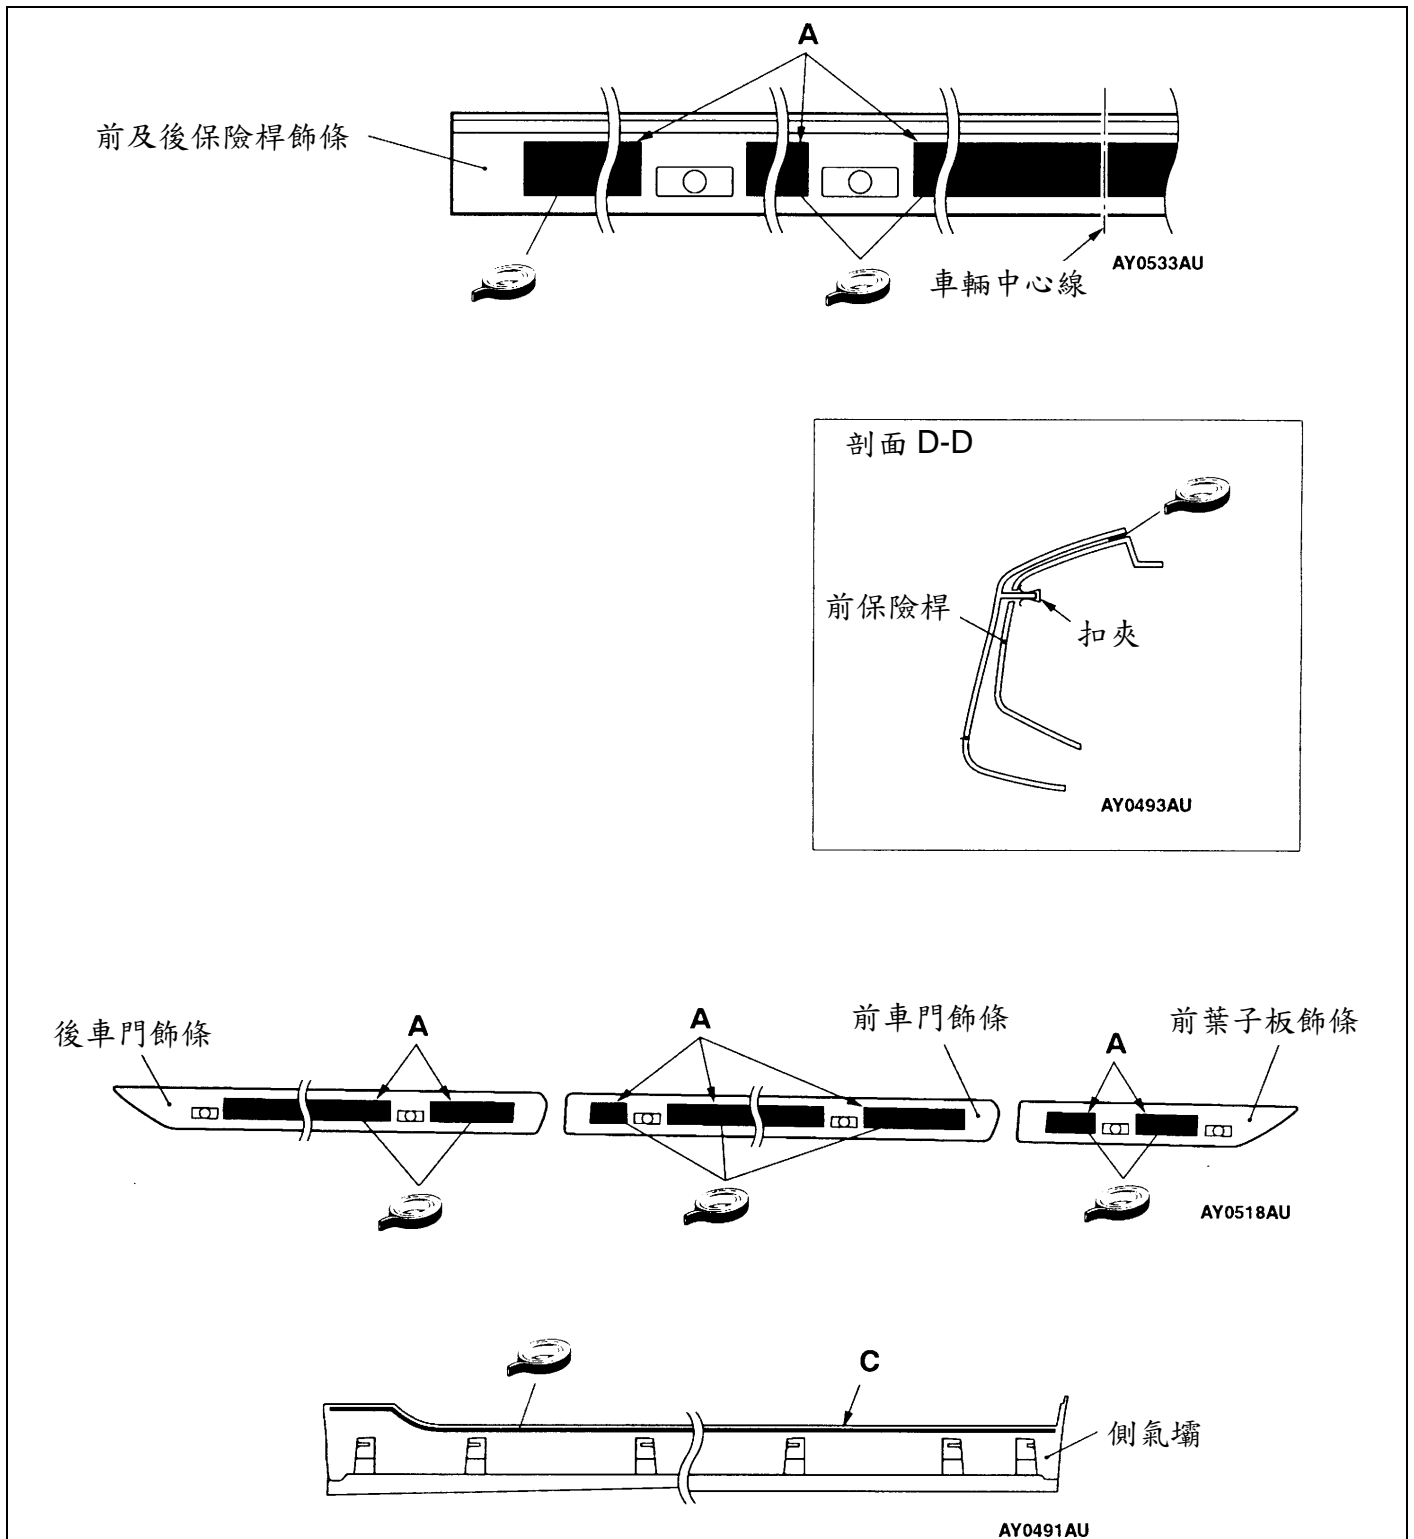 A
前及後保險桿飾條
AY0533AU
車輛中心線
剖面 D-D
前保險桿
扣夾
AY0493AU
後車門飾條
A
A
前車門飾條
前葉子板飾條
A
AY0518AU
C
側氣壩
AY0491AU